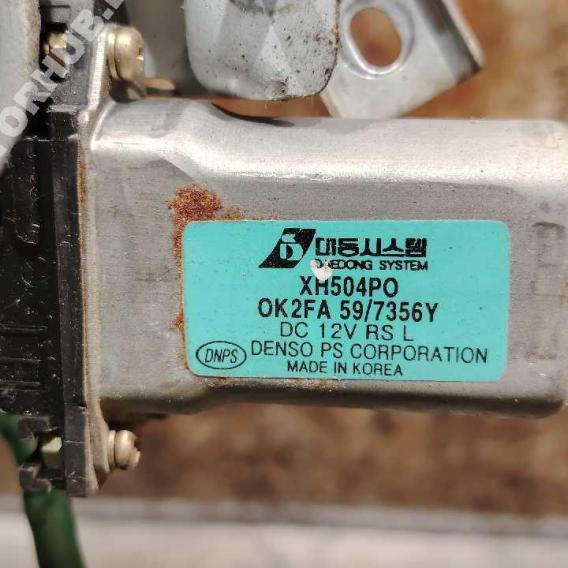 대동시스템
DAEDONG SYSTEM
XH504PO
OK2FA 59/7356Y
DC 12V RS L
DNPS
DENSO PS CORPORATION
MADE IN KOREA